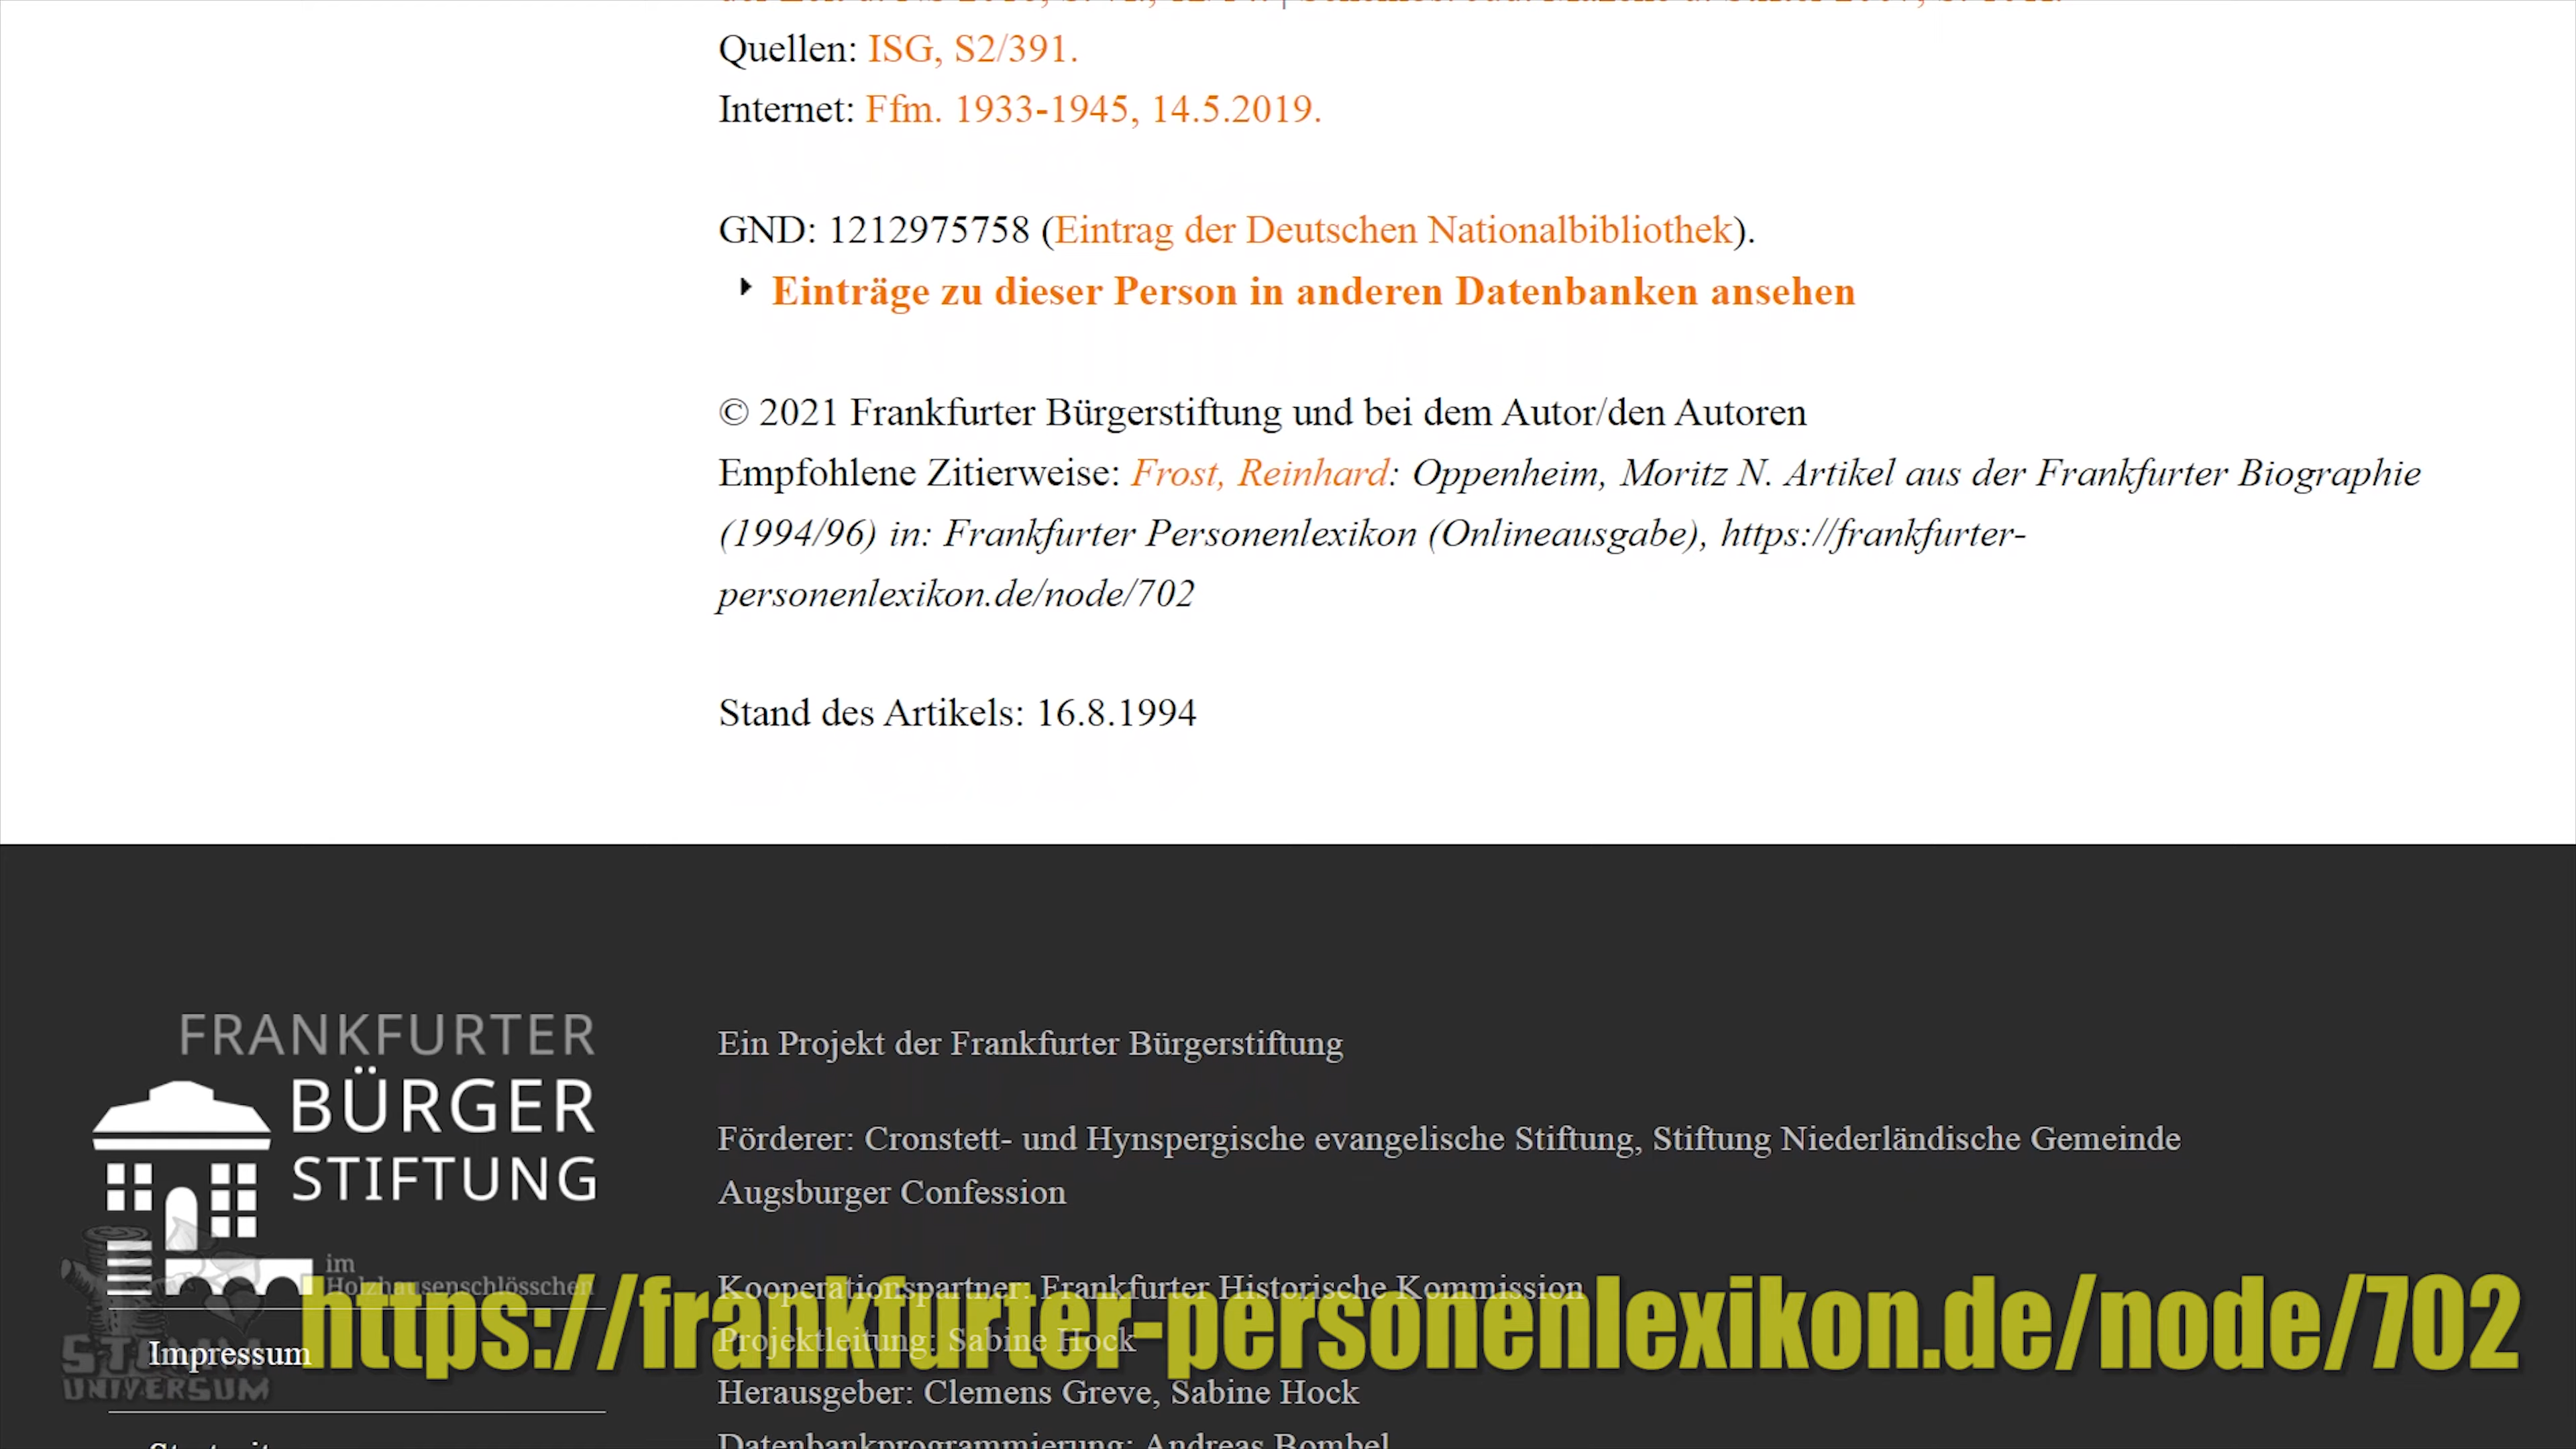 Quellen: ISG, S2/391.
Internet: Ffm. 1933-1945, 14.5.2019.
GND: 1212975758 (Eintrag der Deutschen Nationalbibliothek).
Einträge zu dieser Person in anderen Datenbanken ansehen
© 2021 Frankfurter Bürgerstiftung und bei dem Autor/den Autoren
Empfohlene Zitierweise: Frost, Reinhard: Oppenheim, Moritz N. Artikel aus der Frankfurter Biographie
(1994/96) in: Frankfurter Personenlexikon (Onlineausgabe), https://frankfurter-
personenlexikon.de/node/702
Stand des Artikels: 16.8.1994
FRANKFURTER
BÜRGER
STIFTUNG
im
Holzhausenschlösschen
Impressum
UNIVERSUM
Ein Projekt der Frankfurter Bürgerstiftung
Förderer: Cronstett- und Hynspergische evangelische Stiftung, Stiftung Niederländische Gemeinde
Augsburger Confession
Kooperationspartner: Frankfurter Historische Kommission
https://frankfurter-personenlexikon.de/node/702
Projektleitung: Sabine Hock
Herausgeber: Clemens Greve, Sabine Hock
Datenbankprogrammierung: Andreas Bombel